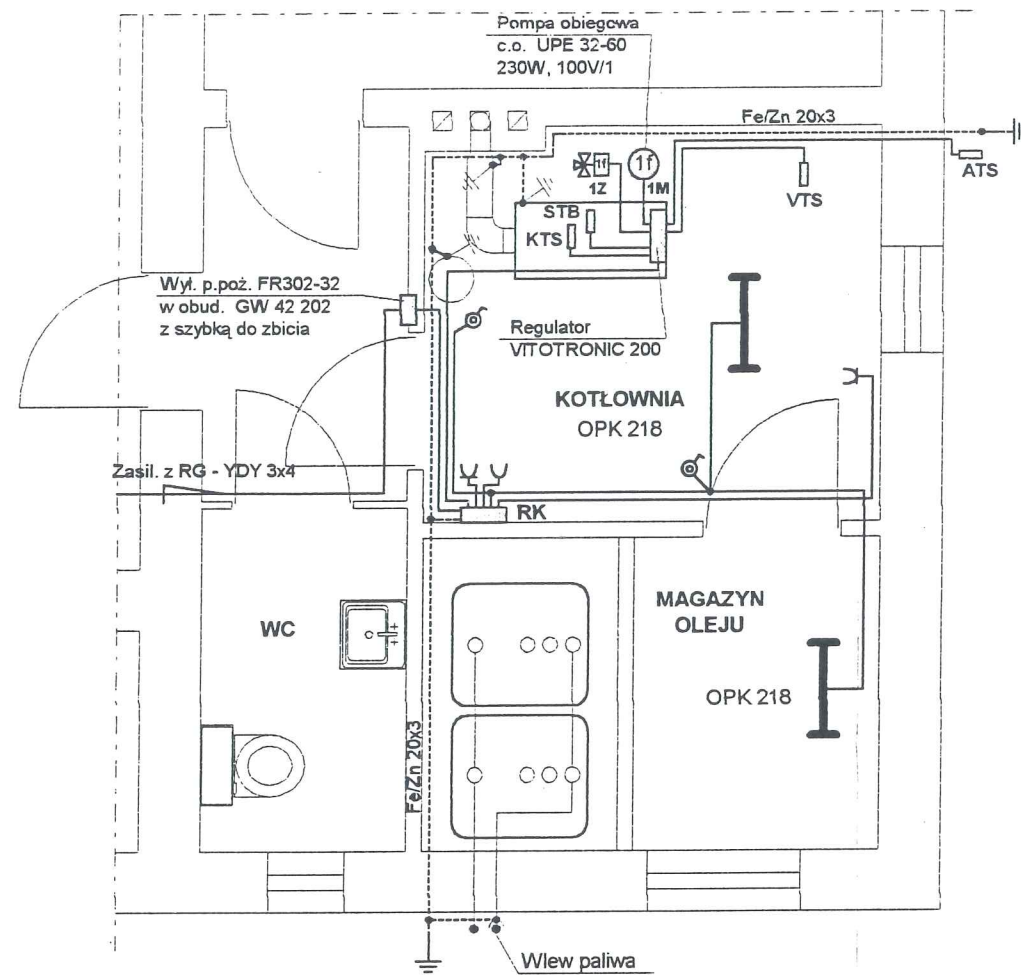 Pompa obiegowa
c.o. UPE 32-60
230W, 100V/1
Fe/Zn 20x3
1f
1f
1Z
1M
ATS
VTS
STB
KTS
Wył. p.poż. FR302-32
w obud. GW 42 202
z szybką do zbicia
Regulator
VITOTRONIC 200
KOTŁOWNIA
OPK 218
Zasil. z RG - YDY 3x4
RK
WC
MAGAZYN
OLEJU
OPK 218
Fe/Zn 20x3
Wlew paliwa